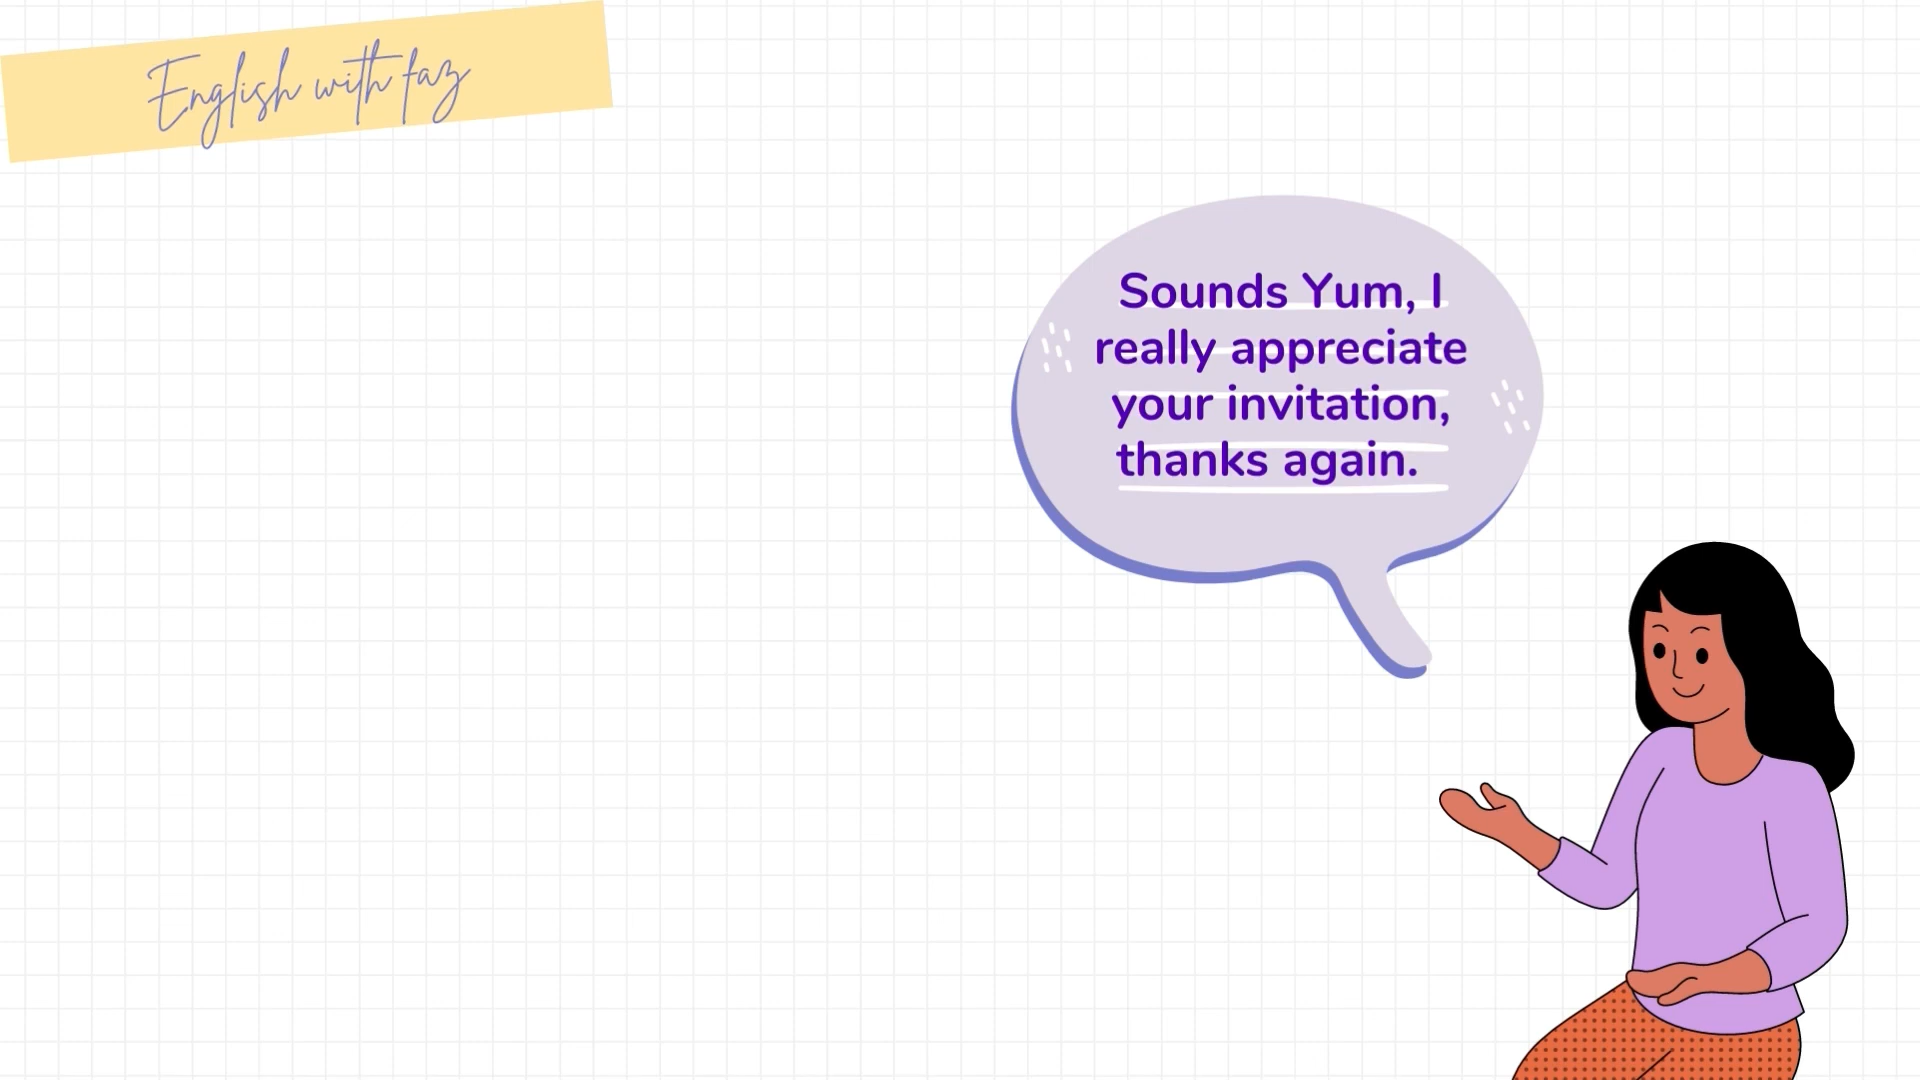 English with faz
Sounds Yum, I
really appreciate
your invitation,
thanks again.